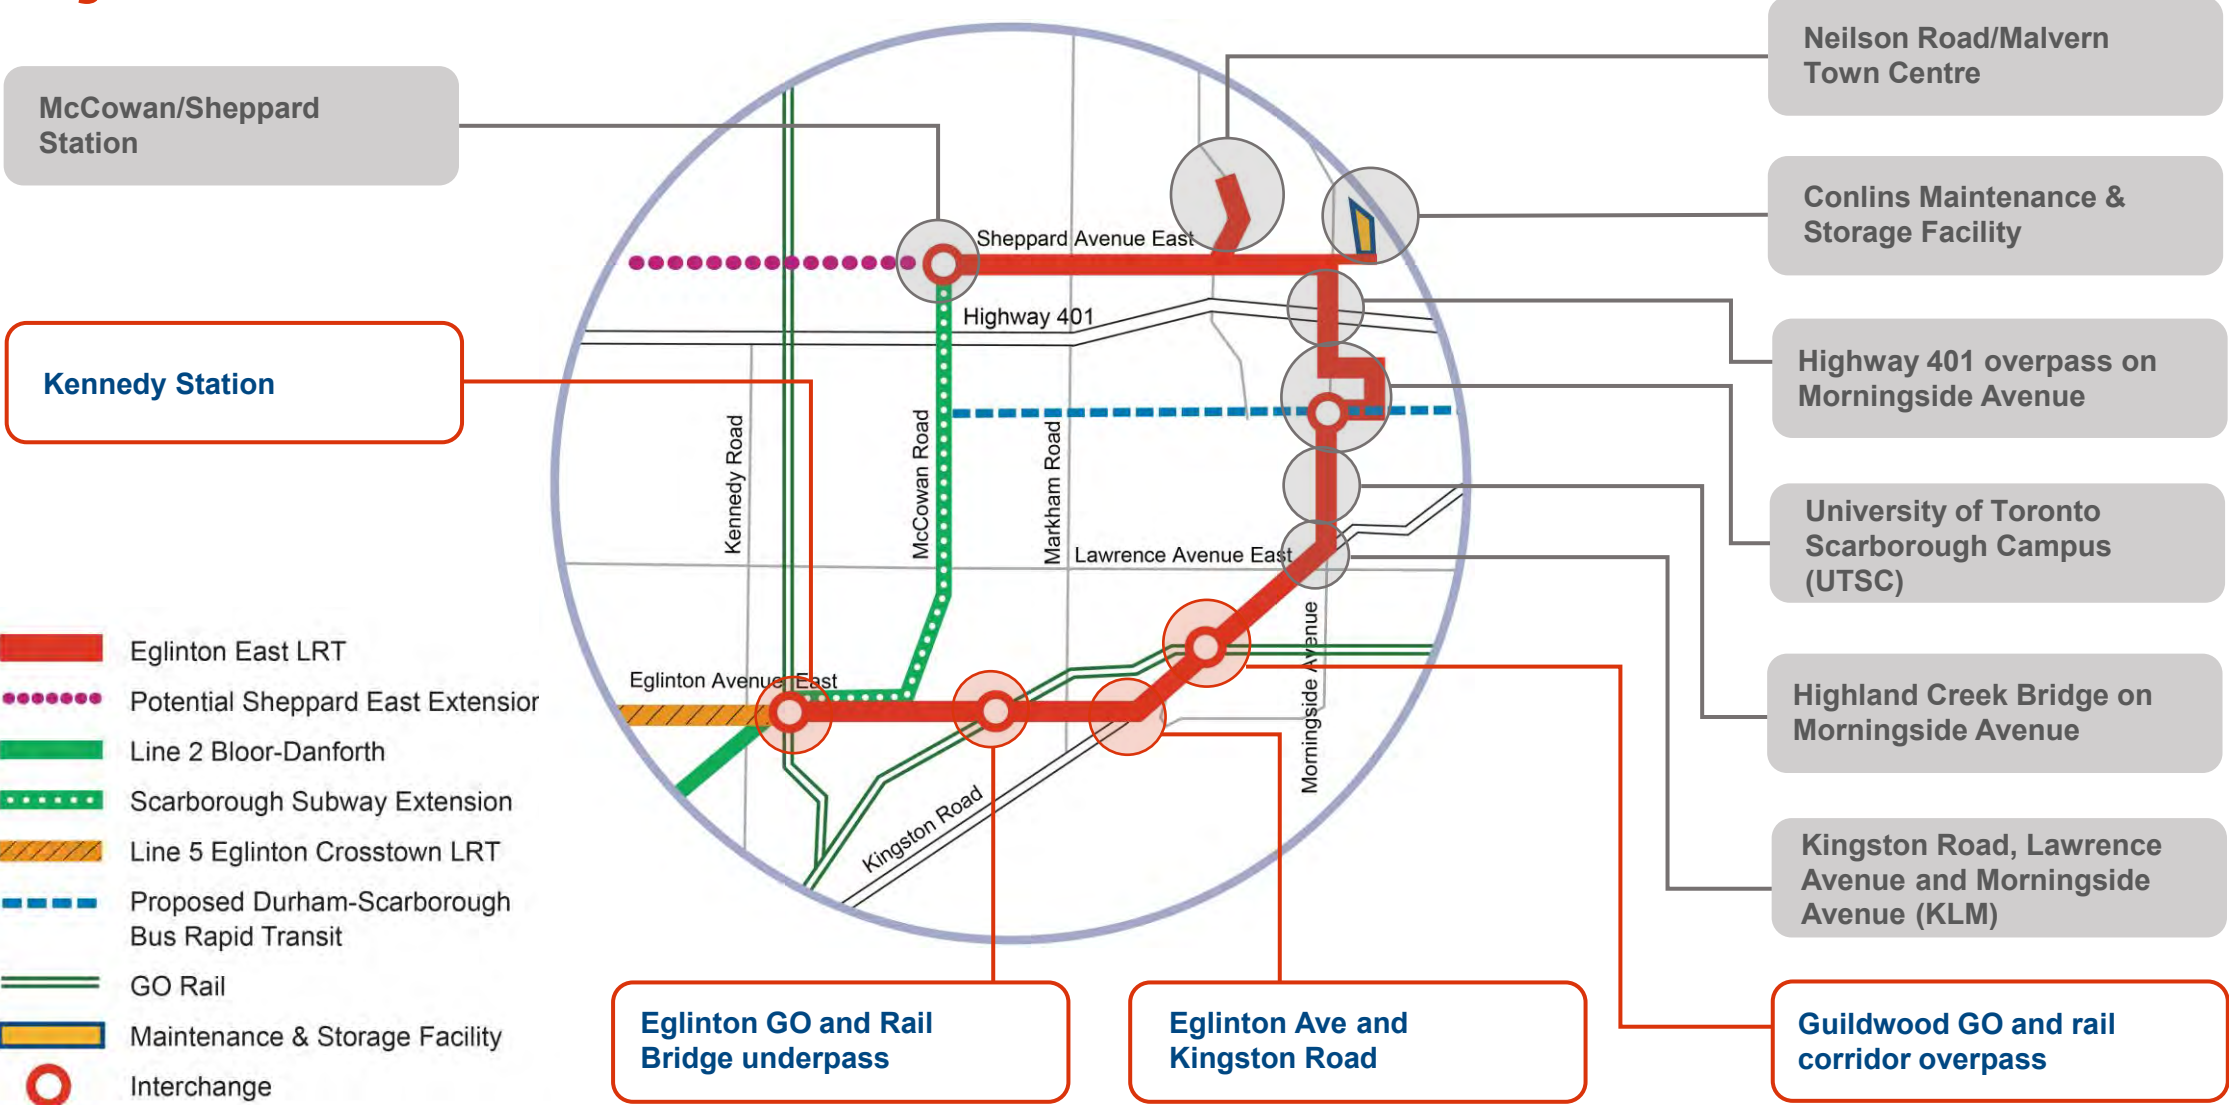 McCowan/Sheppard
Station
Neilson Road/Malvern
Town Centre
Conlins Maintenance &
Storage Facility
Sheppard Avenue East
Highway 401
Kennedy Station
Highway 401 overpass on
Morningside Avenue
Kennedy Road
McCowan Road
Markham Road
University of Toronto
Scarborough Campus
(UTSC)
Lawrence Avenue East
Morningside Avenue
Eglinton Avenue East
Kingston Road
Highland Creek Bridge on
Morningside Avenue
Kingston Road, Lawrence
Avenue and Morningside
Avenue (KLM)
Eglinton East LRT
Potential Sheppard East Extension
Line 2 Bloor-Danforth
Scarborough Subway Extension
Line 5 Eglinton Crosstown LRT
Proposed Durham-Scarborough
Bus Rapid Transit
GO Rail
Maintenance & Storage Facility
Interchange
Eglinton GO and Rail
Bridge underpass
Eglinton Ave and
Kingston Road
Guildwood GO and rail
corridor overpass